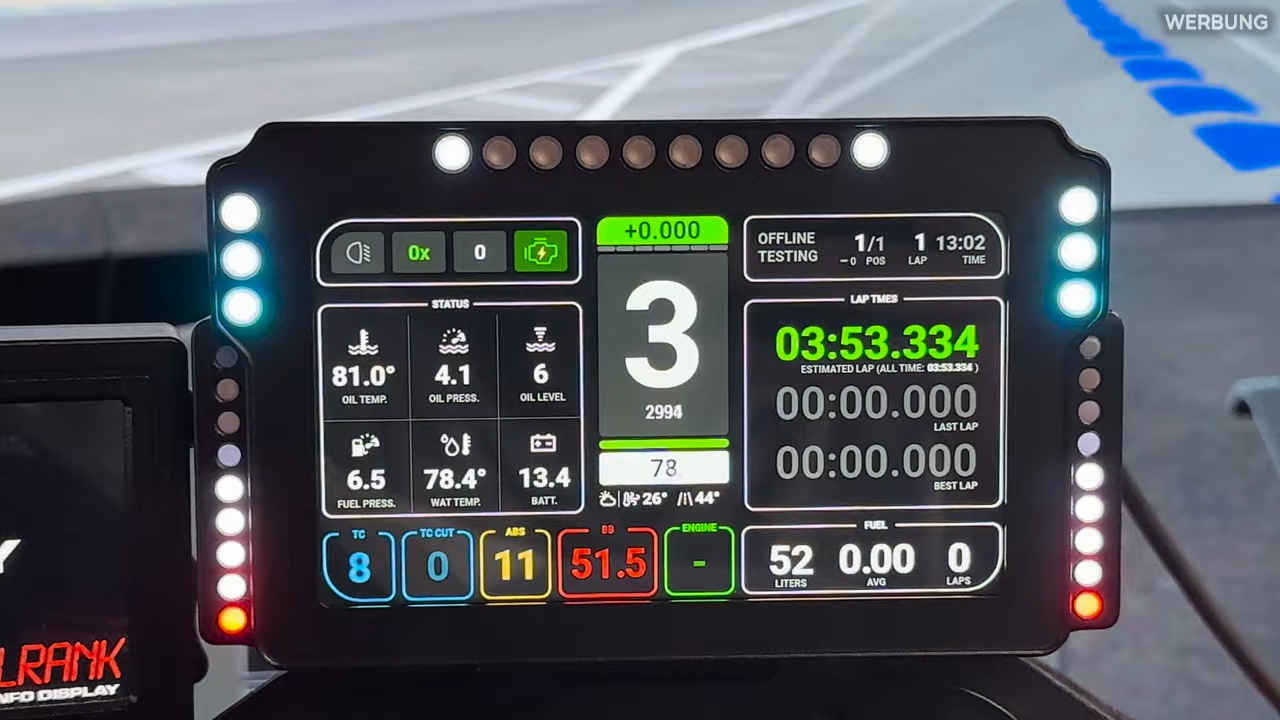 WERBUNG
0x
0
+0.000
OFFLINE
TESTING
1/1
1
13:02
-0
POS
LAP
TIME
STATUS
81.0°
4.1
6
OIL TEMP.
OIL PRESS.
OIL LEVEL
6.5
78.4°
13.4
FUEL PRESS.
WAT TEMP.
BATT.
3
2994
78
26°
44°
LAP TMES
03:53.334
ESTIMATED LAP (ALL TIME: 03:53.334 )
00:00.000
LAST LAP
00:00.000
BEST LAP
TC
8
TC CUT
0
ABS
11
BB
51.5
ENGINE
-
FUEL
52
0.00
0
LITERS
AVG
LAPS
Y
LRANK
NFO DISPLAY